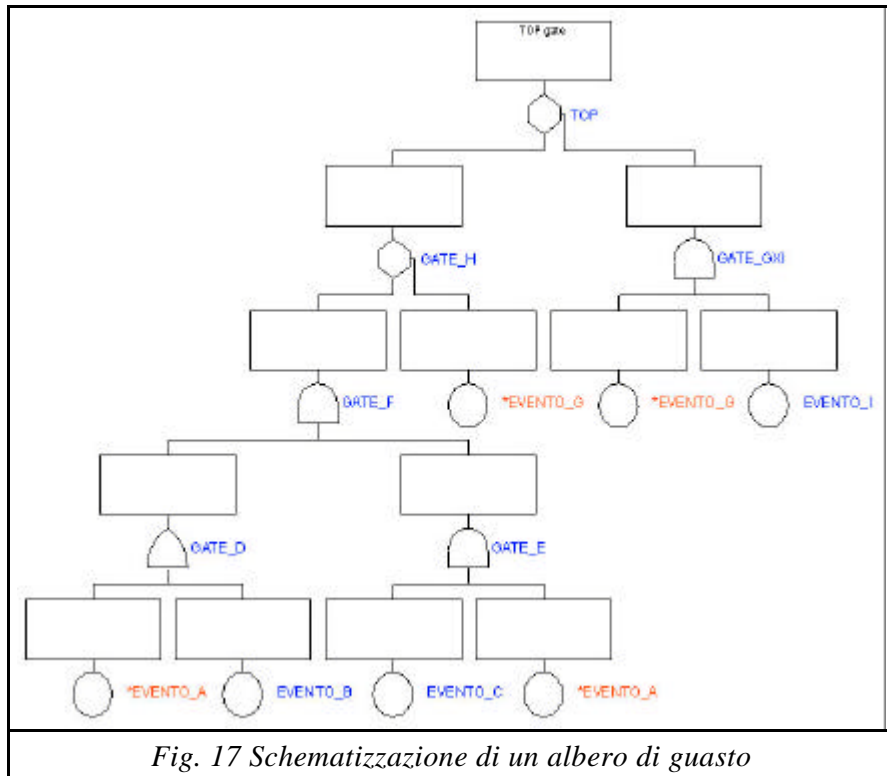 TOP gate
TOP
GATE_H
GATE_GXI
GATE_F
*EVENTO_G
*EVENTO_G
EVENTO_I
GATE_D
GATE_E
*EVENTO_A
EVENTO_B
EVENTO_C
*EVENTO_A
Fig. 17 Schematizzazione di un albero di guasto